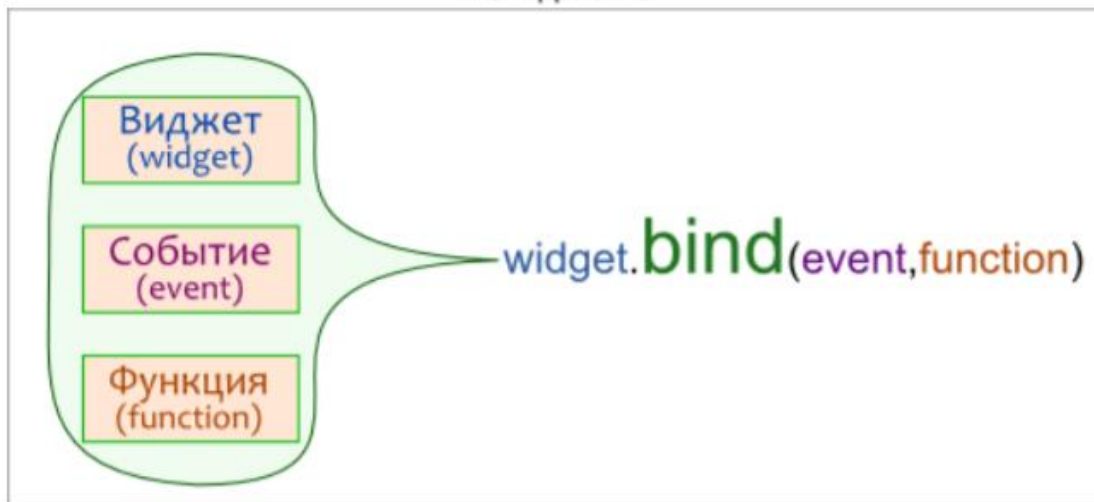 Виджет
(widget)
Событие
(event)
Функция
(function)
widget.bind(event,function)